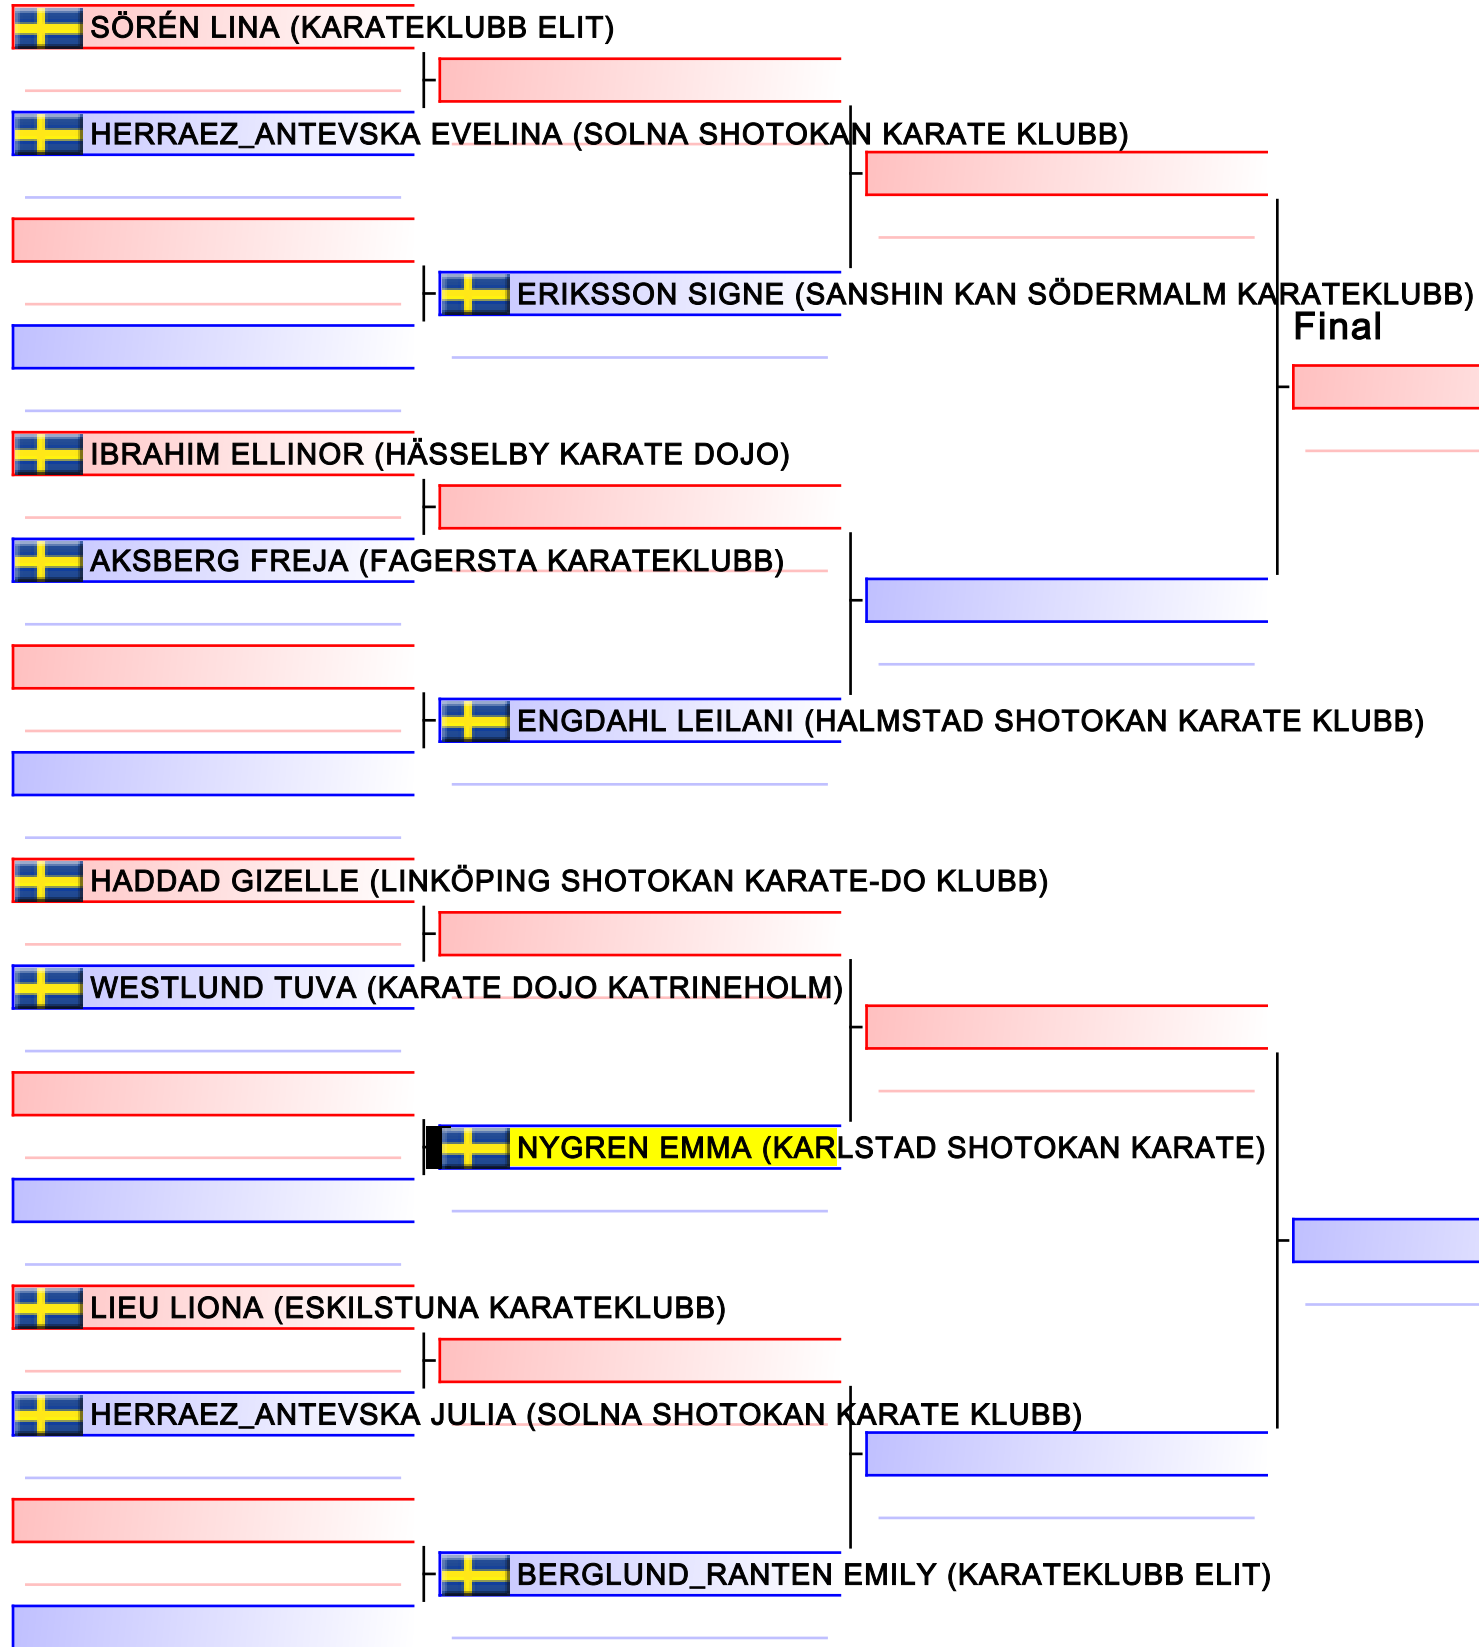 SÖRÉN LINA (KARATEKLUBB ELIT)
HERRAEZ_ANTEVSKA EVELINA (SOLNA SHOTOKAN KARATE KLUBB)
ERIKSSON SIGNE (SANSHIN KAN SÖDERMALM KARATEKLUBB)
Final
IBRAHIM ELLINOR (HÄSSELBY KARATE DOJO)
AKSBERG FREJA (FAGERSTA KARATEKLUBB)
ENGDAHL LEILANI (HALMSTAD SHOTOKAN KARATE KLUBB)
HADDAD GIZELLE (LINKÖPING SHOTOKAN KARATE-DO KLUBB)
WESTLUND TUVA (KARATE DOJO KATRINEHOLM)
NYGREN EMMA (KARLSTAD SHOTOKAN KARATE)
LIEU LIONA (ESKILSTUNA KARATEKLUBB)
HERRAEZ_ANTEVSKA JULIA (SOLNA SHOTOKAN KARATE KLUBB)
BERGLUND_RANTEN EMILY (KARATEKLUBB ELIT)